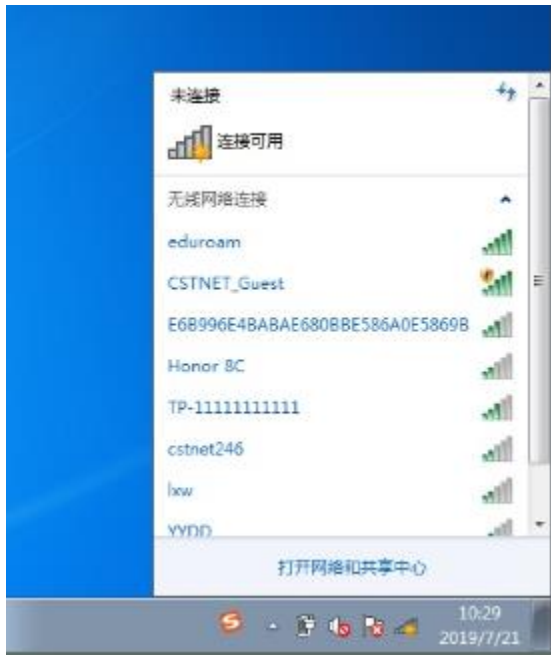 未连接
连接可用
无线网络连接
eduroam
CSTNET_Guest
E6B996E4BABAE680BBE586A0E5869B
Honor 8C
TP-11111111111
cstnet246
lxw
YYDD
打开网络和共享中心
10:29
2019/7/21